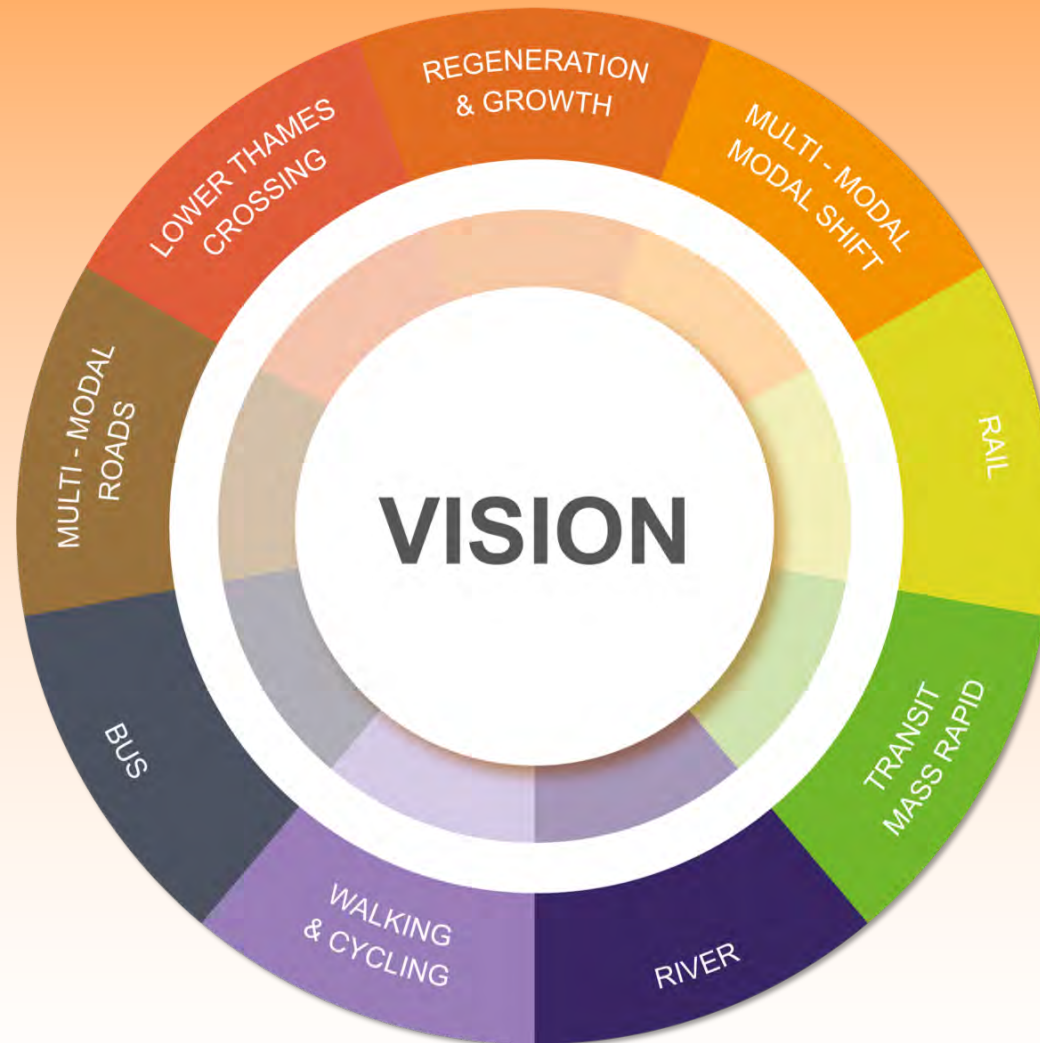 REGENERATION
& GROWTH
MULTI - MODAL
MODAL SHIFT
RAIL
TRANSIT
MASS RAPID
RIVER
WALKING
& CYCLING
BUS
MULTI - MODAL
ROADS
LOWER THAMES
CROSSING
VISION